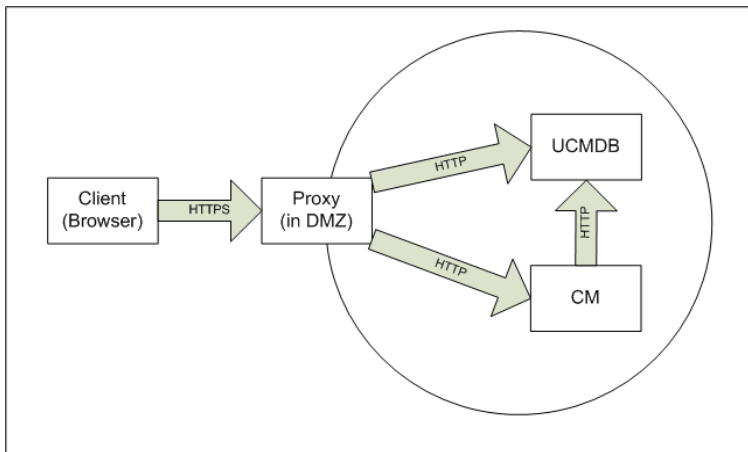 Client
(Browser)
HTTPS
Proxy
(in DMZ)
HTTP
UCMDB
HTTP
HTTP
CM